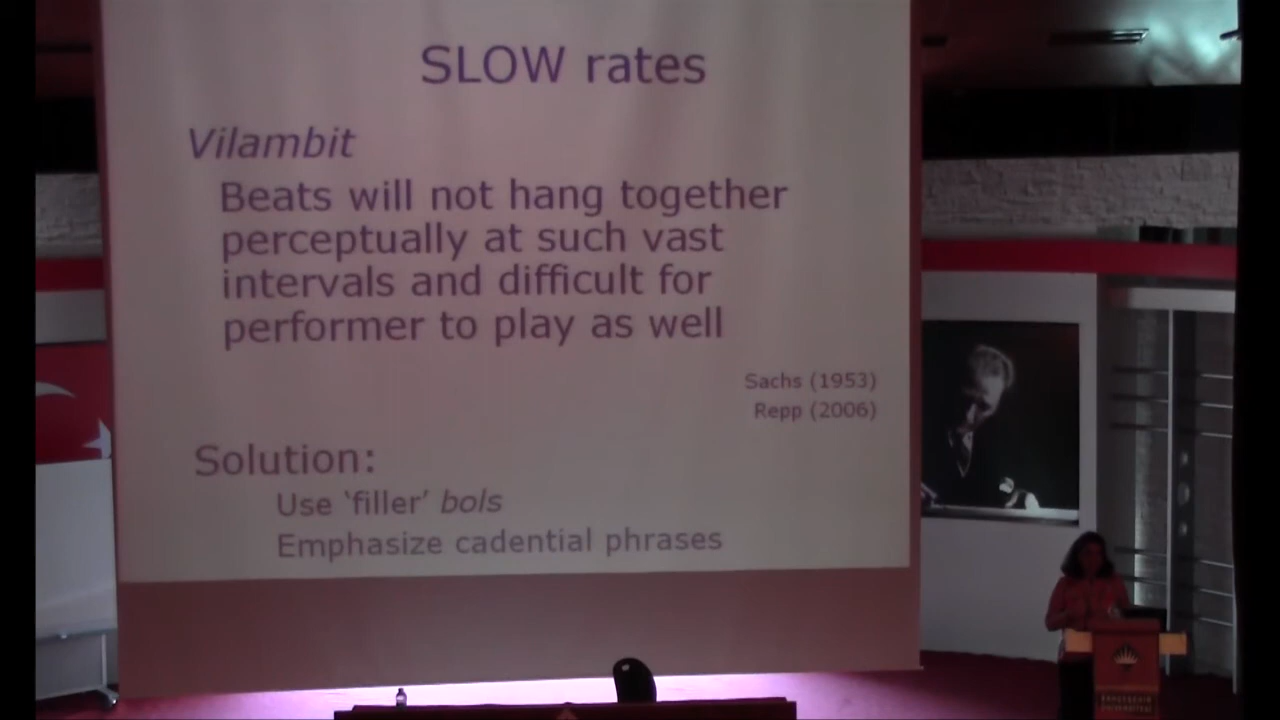 SLOW rates
Vilambit
Beats will not hang together
perceptually at such vast
intervals and difficult for
performer to play as well
Sachs (1953)
Repp (2006)
Solution:
Use ‘filler’ bols
Emphasize cadential phrases